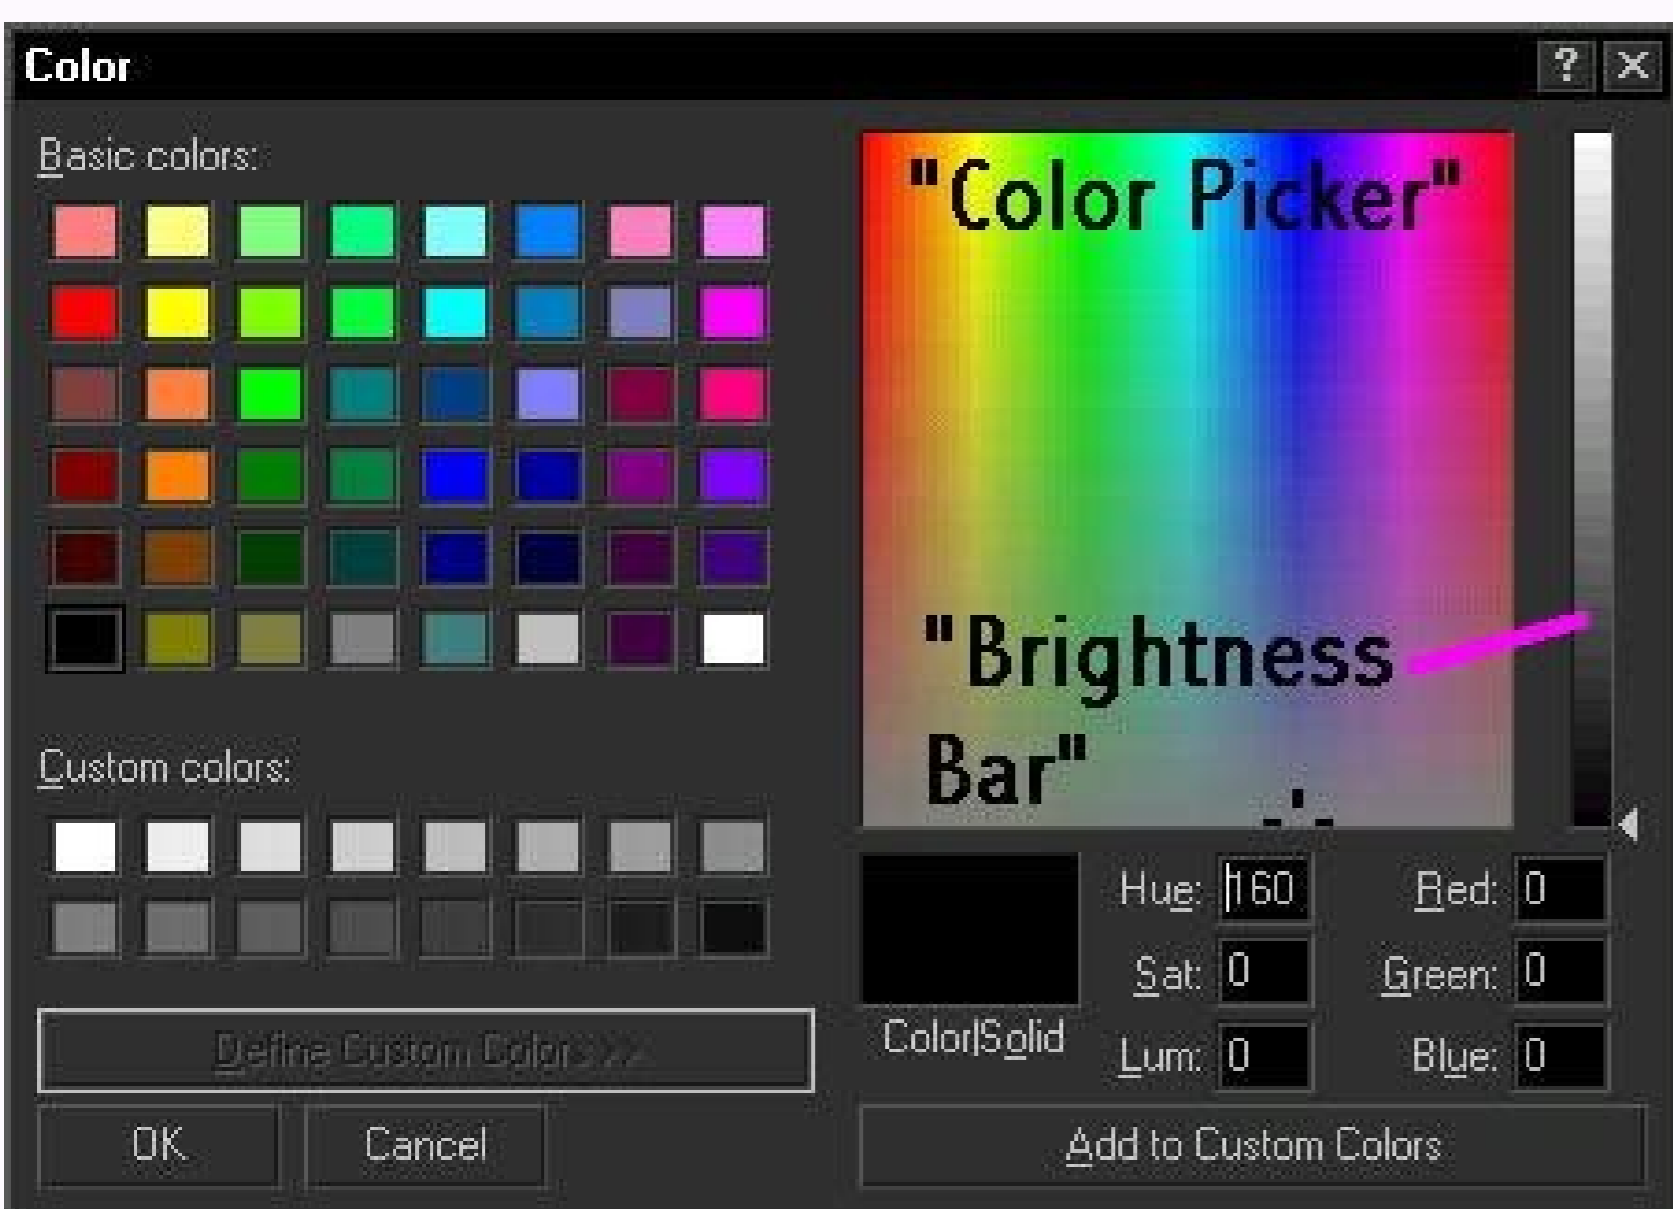 Color
? X
Basic colors:
"Color Picker"
"Brightness
Bar"
Custom colors:
Hue: 160 Red: 0
Sat: 0 Green: 0
Color|Solid Lum: 0 Blue: 0
Define Custom Colors >>
OK Cancel Add to Custom Colors